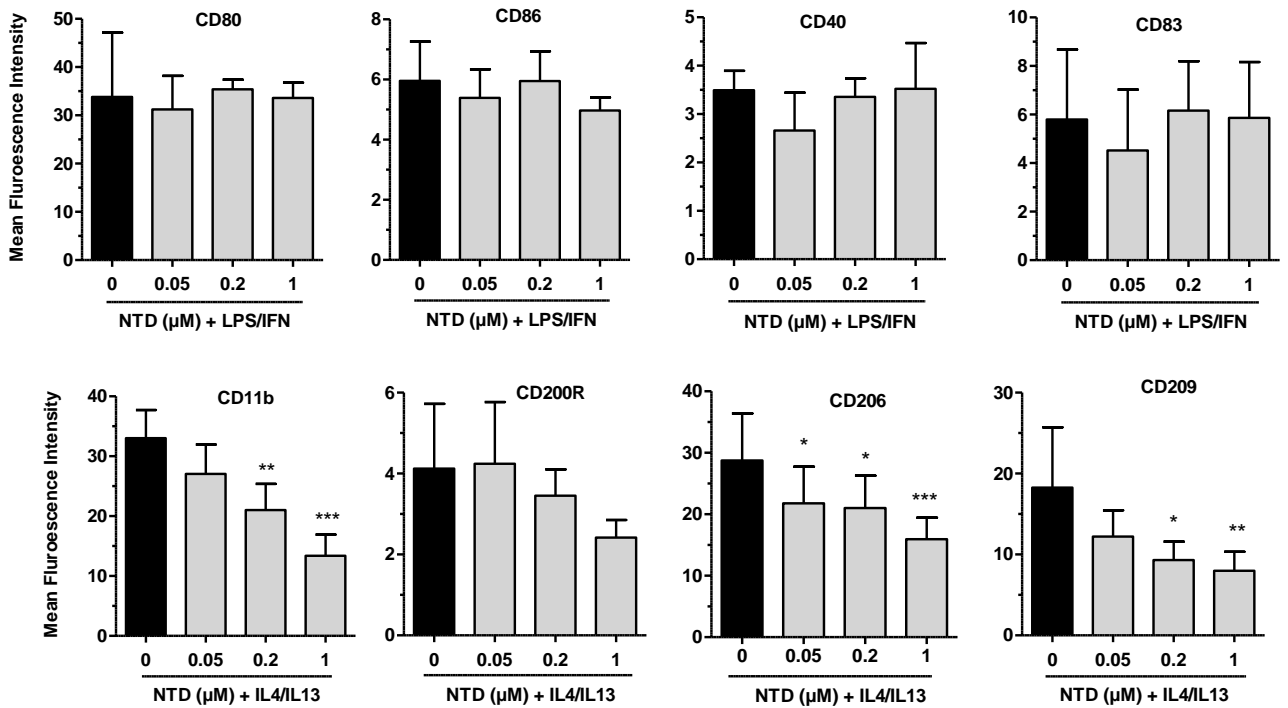 CD80
CD86
CD40
CD83
Mean Fluroescence Intensity
50
40
30
20
10
0
0 0.05 0.2 1
NTD (µM) + LPS/IFN
8
6
4
2
0
0 0.05 0.2 1
NTD (µM) + LPS/IFN
5
4
3
2
1
0
0 0.05 0.2 1
NTD (µM) + LPS/IFN
10
8
6
4
2
0
0 0.05 0.2 1
NTD (µM) + LPS/IFN
CD11b
CD200R
CD206
CD209
Mean Fluroescence Intensity
40
30
20
10
0
** ***
0 0.05 0.2 1
NTD (µM) + IL4/IL13
6
4
2
0
0 0.05 0.2 1
NTD (µM) + IL4/IL13
40
30
20
10
0
* * ***
0 0.05 0.2 1
NTD (µM) + IL4/IL13
30
20
10
0
* **
0 0.05 0.2 1
NTD (µM) + IL4/IL13